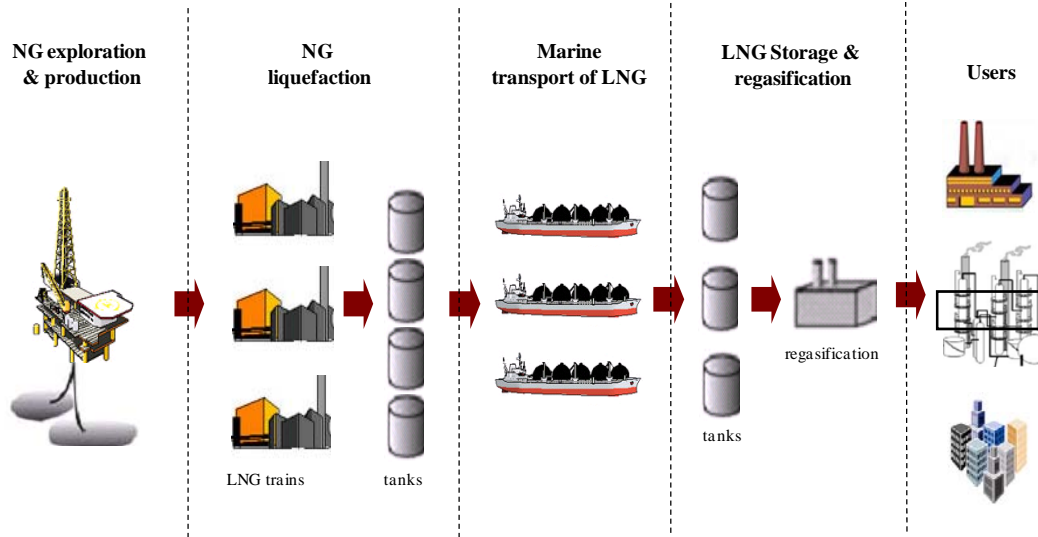 NG exploration
& production
NG
liquefaction
Marine
transport of LNG
LNG Storage &
regasification
Users
LNG trains
tanks
tanks
regasification